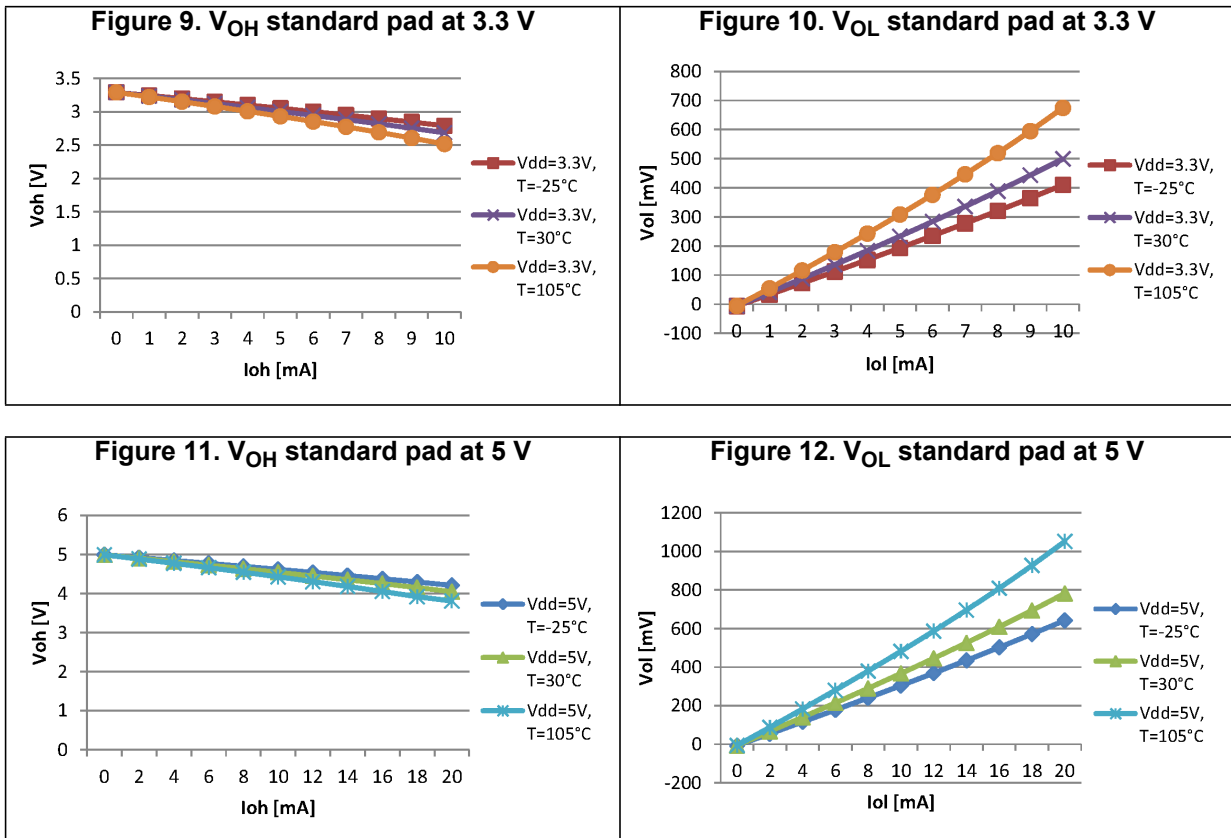 Figure 9. VOH standard pad at 3.3 V
3.5
3
2.5
2
1.5
1
0.5
0
Voh [V]
0 1 2 3 4 5 6 7 8 9 10
Ioh [mA]
Vdd=3.3V,
T=-25°C
Vdd=3.3V,
T=30°C
Vdd=3.3V,
T=105°C
Figure 10. VOL standard pad at 3.3 V
800
700
600
500
400
300
200
100
0
-100
Vol [mV]
0 1 2 3 4 5 6 7 8 9 10
Iol [mA]
Vdd=3.3V,
T=-25°C
Vdd=3.3V,
T=30°C
Vdd=3.3V,
T=105°C
Figure 11. VOH standard pad at 5 V
6
5
4
3
2
1
0
Voh [V]
0 2 4 6 8 10 12 14 16 18 20
Ioh [mA]
Vdd=5V,
T=-25°C
Vdd=5V,
T=30°C
Vdd=5V,
T=105°C
Figure 12. VOL standard pad at 5 V
1200
1000
800
600
400
200
0
-200
Vol [mV]
0 2 4 6 8 10 12 14 16 18 20
Iol [mA]
Vdd=5V,
T=-25°C
Vdd=5V,
T=30°C
Vdd=5V,
T=105°C